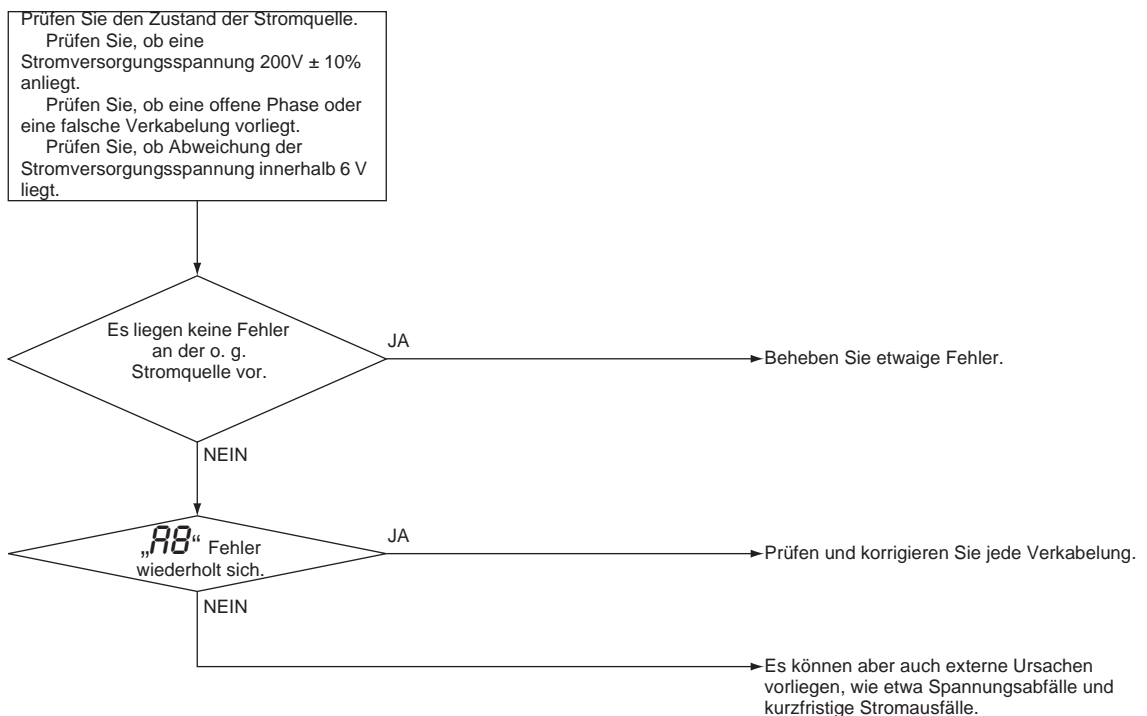 Prüfen Sie den Zustand der Stromquelle.
Prüfen Sie, ob eine
Stromversorgungsspannung 200V ± 10%
anliegt.
Prüfen Sie, ob eine offene Phase oder
eine falsche Verkabelung vorliegt.
Prüfen Sie, ob Abweichung der
Stromversorgungsspannung innerhalb 6 V
liegt.
Es liegen keine Fehler
an der o. g.
Stromquelle vor.
JA
Beheben Sie etwaige Fehler.
NEIN
„A8“ Fehler
wiederholt sich.
JA
Prüfen und korrigieren Sie jede Verkabelung.
NEIN
Es können aber auch externe Ursachen
vorliegen, wie etwa Spannungsabfälle und
kurzfristige Stromausfälle.